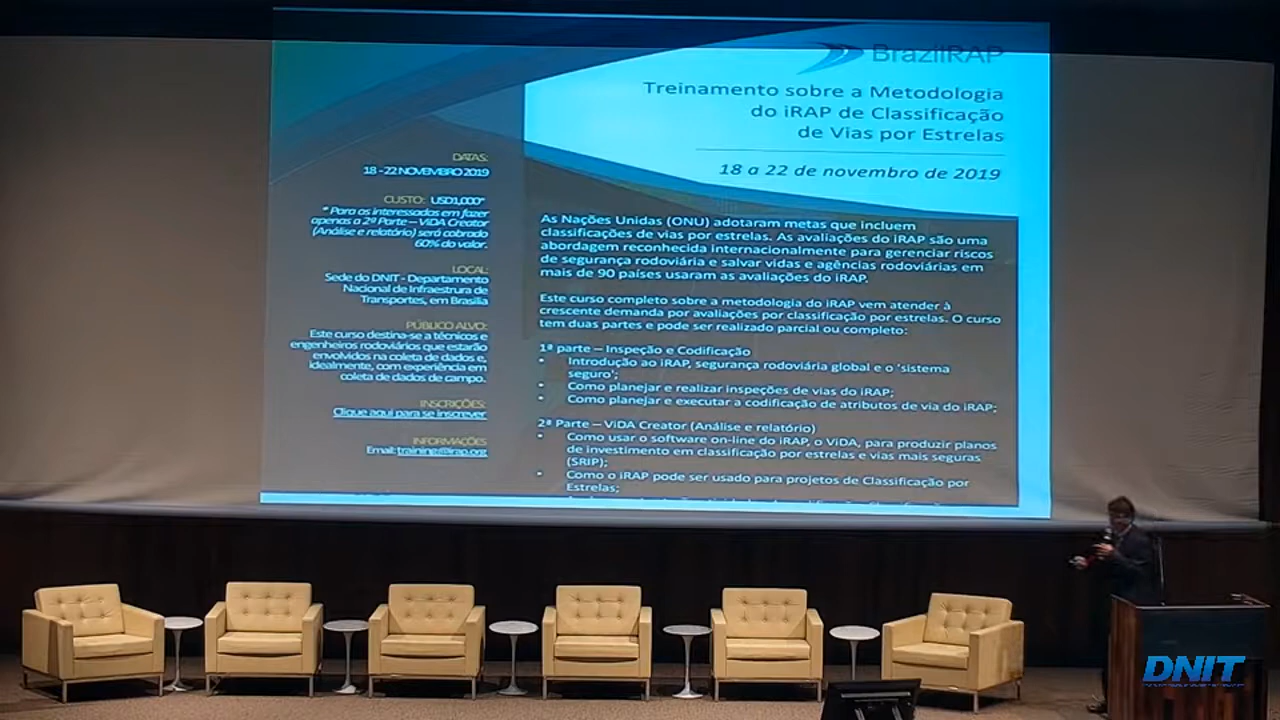 BrazilRAP
Treinamento sobre a Metodologia
do iRAP de Classificação
de Vias por Estrelas
18 a 22 de novembro de 2019
DATAS:
18 - 22 NOVEMBRO 2019
CUSTO: USD1,000*
* Para os interessados em fazer
apenas a 2ª Parte – ViDA Creator
(Análise e relatório) será cobrado
60% do valor.
LOCAL:
Sede do DNIT - Departamento
Nacional de Infraestrura de
Transportes, em Brasília
PÚBLICO ALVO:
Este curso destina-se a técnicos e
engenheiros rodoviários que estarão
envolvidos na coleta de dados e,
idealmente, com experiência em
coleta de dados de campo.
INSCRIÇÕES:
Clique aqui para se inscrever
INFORMAÇÕES
Email: training@irap.org
As Nações Unidas (ONU) adotaram metas que incluem
classificações de vias por estrelas. As avaliações do iRAP são uma
abordagem reconhecida internacionalmente para gerenciar riscos
de segurança rodoviária e salvar vidas e agências rodoviárias em
mais de 90 países usaram as avaliações do iRAP.
Este curso completo sobre a metodologia do iRAP vem atender à
crescente demanda por avaliações por classificação por estrelas. O curso
tem duas partes e pode ser realizado parcial ou completo:
1ª parte – Inspeção e Codificação
• Introdução ao iRAP, segurança rodoviária global e o 'sistema
seguro';
• Como planejar e realizar inspeções de vias do iRAP;
• Como planejar e executar a codificação de atributos de via do iRAP;
2ª Parte – ViDA Creator (Análise e relatório)
• Como usar o software on-line do iRAP, o ViDA, para produzir planos
de investimento em classificação por estrelas e vias mais seguras
(SRIP);
• Como o iRAP pode ser usado para projetos de Classificação por
Estrelas;
DNIT